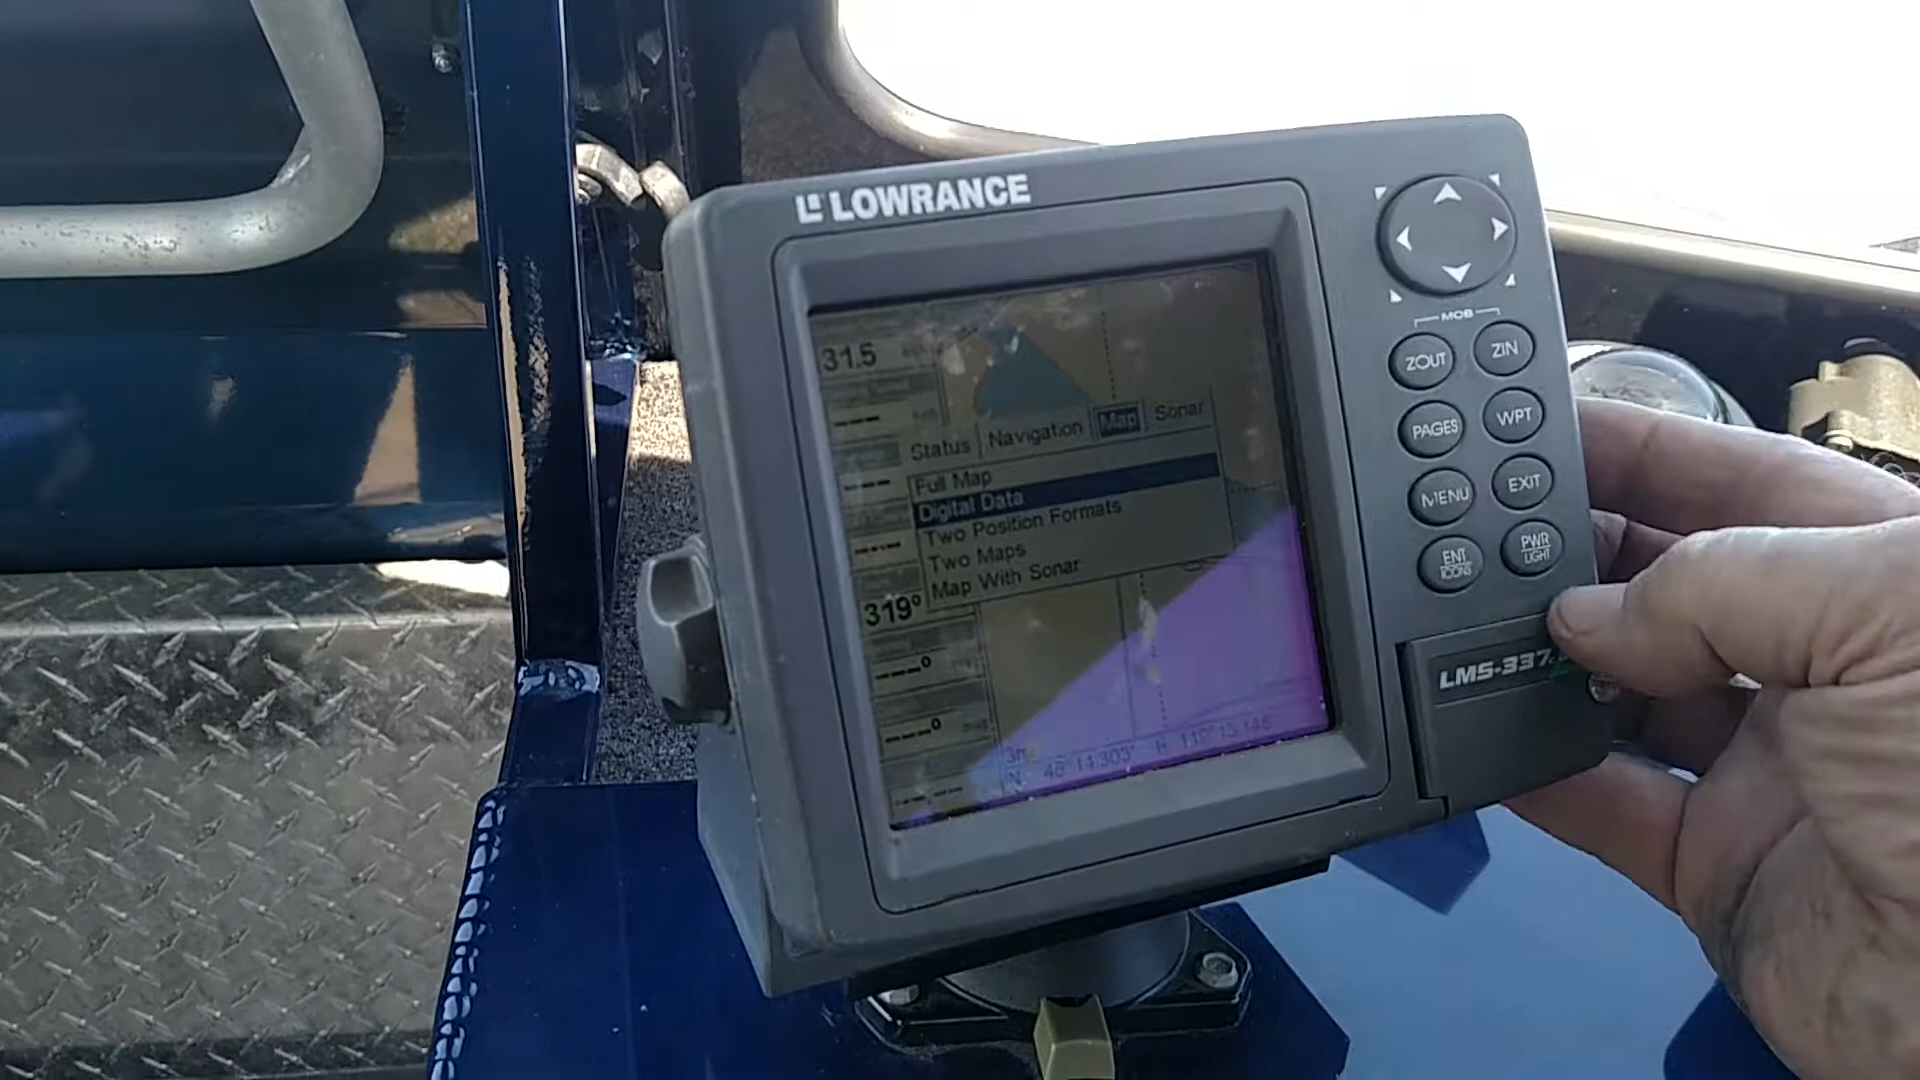 LOWRANCE
31.5
Status Navigation Map Sonar
Full Map
Digital Data
Two Position Formats
Two Maps
Map With Sonar
319°
N
MOB
ZOUT ZIN
PAGES WPT
MENU EXIT
ENT ICONS
PWR LIGHT
LMS-337